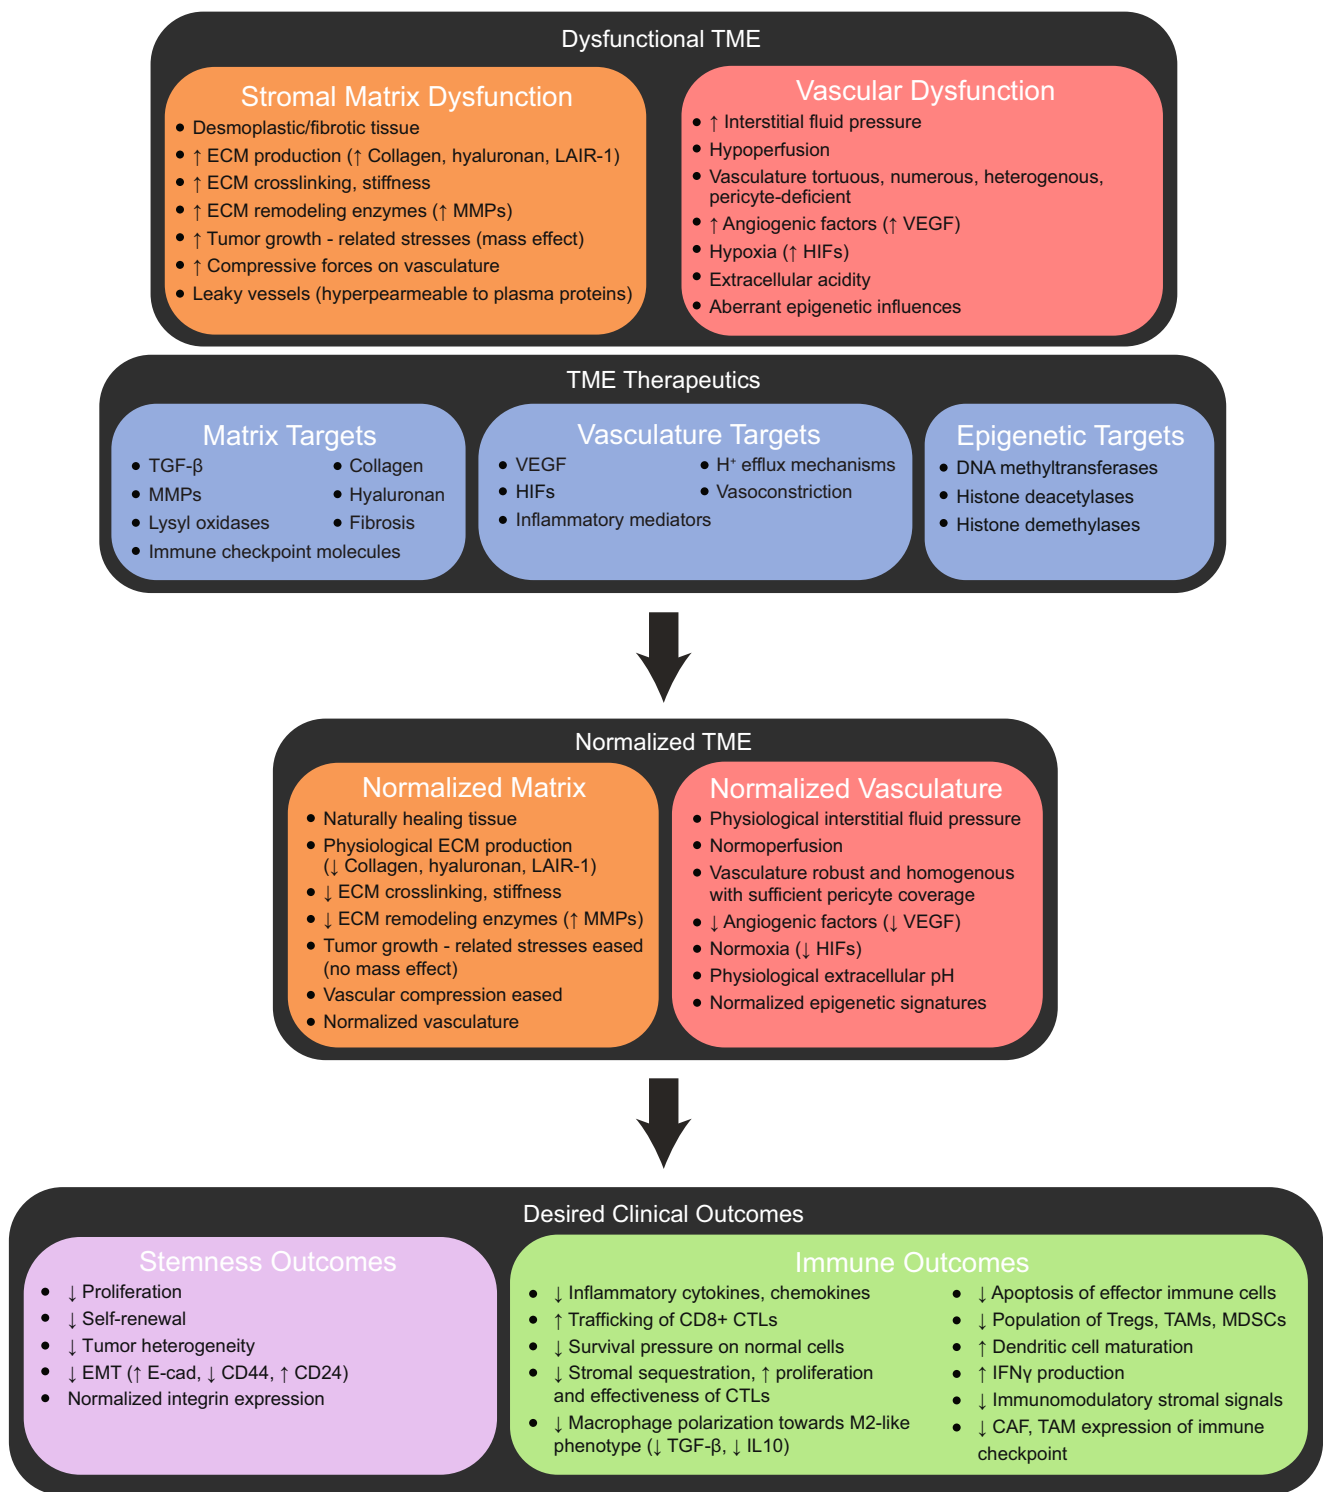 Dysfunctional TME
Stromal Matrix Dysfunction
• Desmoplastic/fibrotic tissue
• ↑ ECM production (↑ Collagen, hyaluronan, LAIR-1)
• ↑ ECM crosslinking, stiffness
• ↑ ECM remodeling enzymes (↑ MMPs)
• ↑ Tumor growth - related stresses (mass effect)
• ↑ Compressive forces on vasculature
• Leaky vessels (hyperpearmeable to plasma proteins)
Vascular Dysfunction
• ↑ Interstitial fluid pressure
• Hypoperfusion
• Vasculature tortuous, numerous, heterogenous,
pericyte-deficient
• ↑ Angiogenic factors (↑ VEGF)
• Hypoxia (↑ HIFs)
• Extracellular acidity
• Aberrant epigenetic influences
TME Therapeutics
Matrix Targets
• TGF-β
• MMPs
• Lysyl oxidases
• Immune checkpoint molecules
• Collagen
• Hyaluronan
• Fibrosis
Vasculature Targets
• VEGF
• HIFs
• Inflammatory mediators
• H⁺ efflux mechanisms
• Vasoconstriction
Epigenetic Targets
• DNA methyltransferases
• Histone deacetylases
• Histone demethylases
Normalized TME
Normalized Matrix
• Naturally healing tissue
• Physiological ECM production
(↓ Collagen, hyaluronan, LAIR-1)
• ↓ ECM crosslinking, stiffness
• ↓ ECM remodeling enzymes (↑ MMPs)
• Tumor growth - related stresses eased
(no mass effect)
• Vascular compression eased
• Normalized vasculature
Normalized Vasculature
• Physiological interstitial fluid pressure
• Normoperfusion
• Vasculature robust and homogenous
with sufficient pericyte coverage
• ↓ Angiogenic factors (↓ VEGF)
• Normoxia (↓ HIFs)
• Physiological extracellular pH
• Normalized epigenetic signatures
Desired Clinical Outcomes
Stemness Outcomes
• ↓ Proliferation
• ↓ Self-renewal
• ↓ Tumor heterogeneity
• ↓ EMT (↑ E-cad, ↓ CD44, ↑ CD24)
• Normalized integrin expression
Immune Outcomes
• ↓ Inflammatory cytokines, chemokines
• ↑ Trafficking of CD8+ CTLs
• ↓ Survival pressure on normal cells
• ↓ Stromal sequestration, ↑ proliferation
and effectiveness of CTLs
• ↓ Macrophage polarization towards M2-like
phenotype (↓ TGF-β, ↓ IL10)
• ↓ Apoptosis of effector immune cells
• ↓ Population of Tregs, TAMs, MDSCs
• ↑ Dendritic cell maturation
• ↑ IFNγ production
• ↓ Immunomodulatory stromal signals
• ↓ CAF, TAM expression of immune
checkpoint